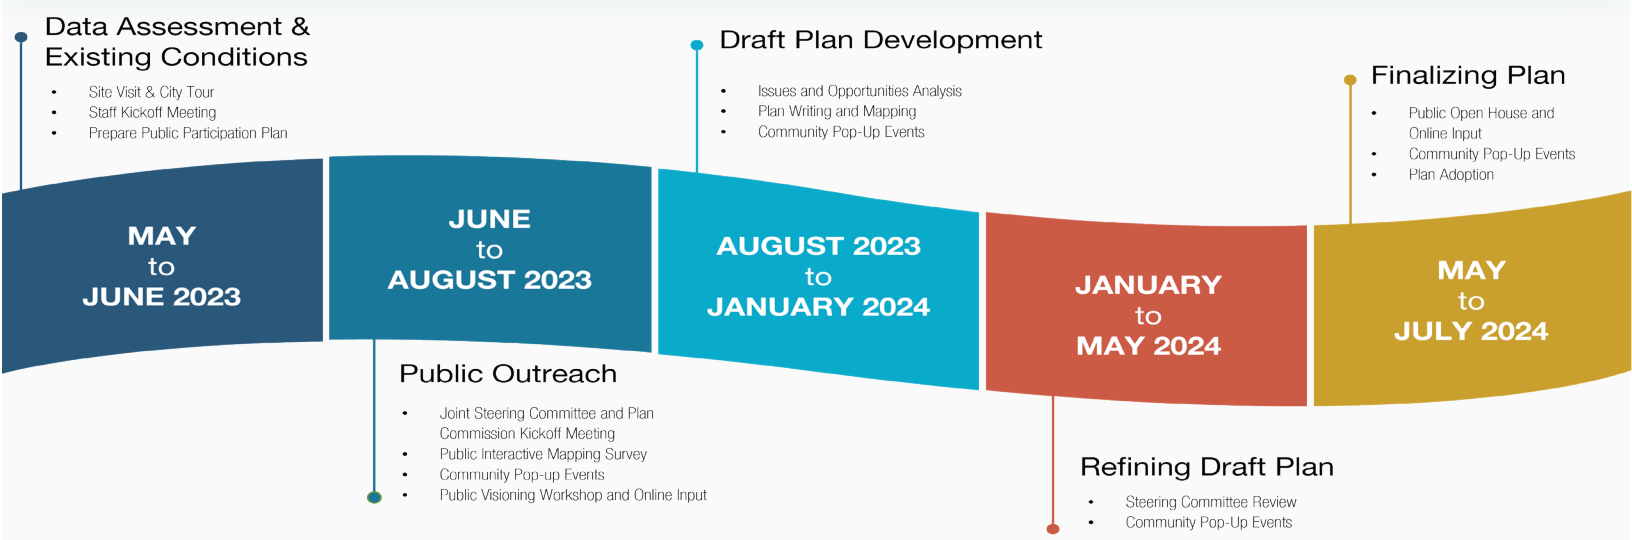 Data Assessment &
Existing Conditions
• Site Visit & City Tour
• Staff Kickoff Meeting
• Prepare Public Participation Plan
MAY
to
JUNE 2023
JUNE
to
AUGUST 2023
Public Outreach
• Joint Steering Committee and Plan
Commission Kickoff Meeting
• Public Interactive Mapping Survey
• Community Pop-up Events
• Public Visioning Workshop and Online Input
Draft Plan Development
• Issues and Opportunities Analysis
• Plan Writing and Mapping
• Community Pop-Up Events
AUGUST 2023
to
JANUARY 2024
JANUARY
to
MAY 2024
Refining Draft Plan
• Steering Committee Review
• Community Pop-Up Events
Finalizing Plan
• Public Open House and
Online Input
• Community Pop-Up Events
• Plan Adoption
MAY
to
JULY 2024